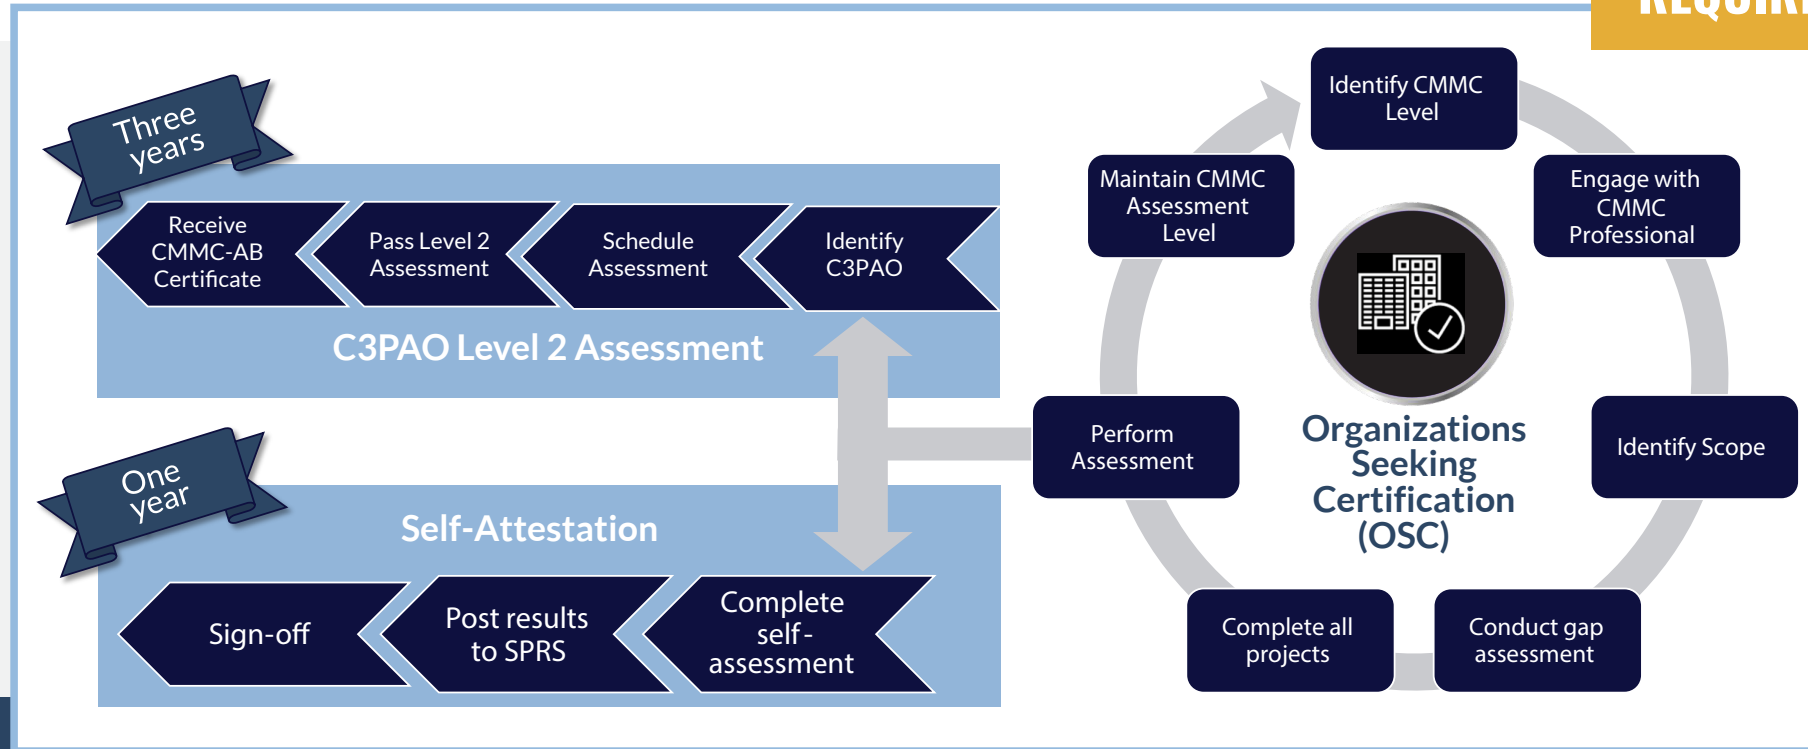 REQUIRE
Three
years
Receive
CMMC-AB
Certificate
Pass Level 2
Assessment
Schedule
Assessment
Identify
C3PAO
C3PAO Level 2 Assessment
One
year
Self-Attestation
Sign-off
Post results
to SPRS
Complete
self-
assessment
Identify CMMC
Level
Engage with
CMMC
Professional
Identify Scope
Conduct gap
assessment
Complete all
projects
Perform
Assessment
Maintain CMMC
Assessment
Level
Organizations
Seeking
Certification
(OSC)